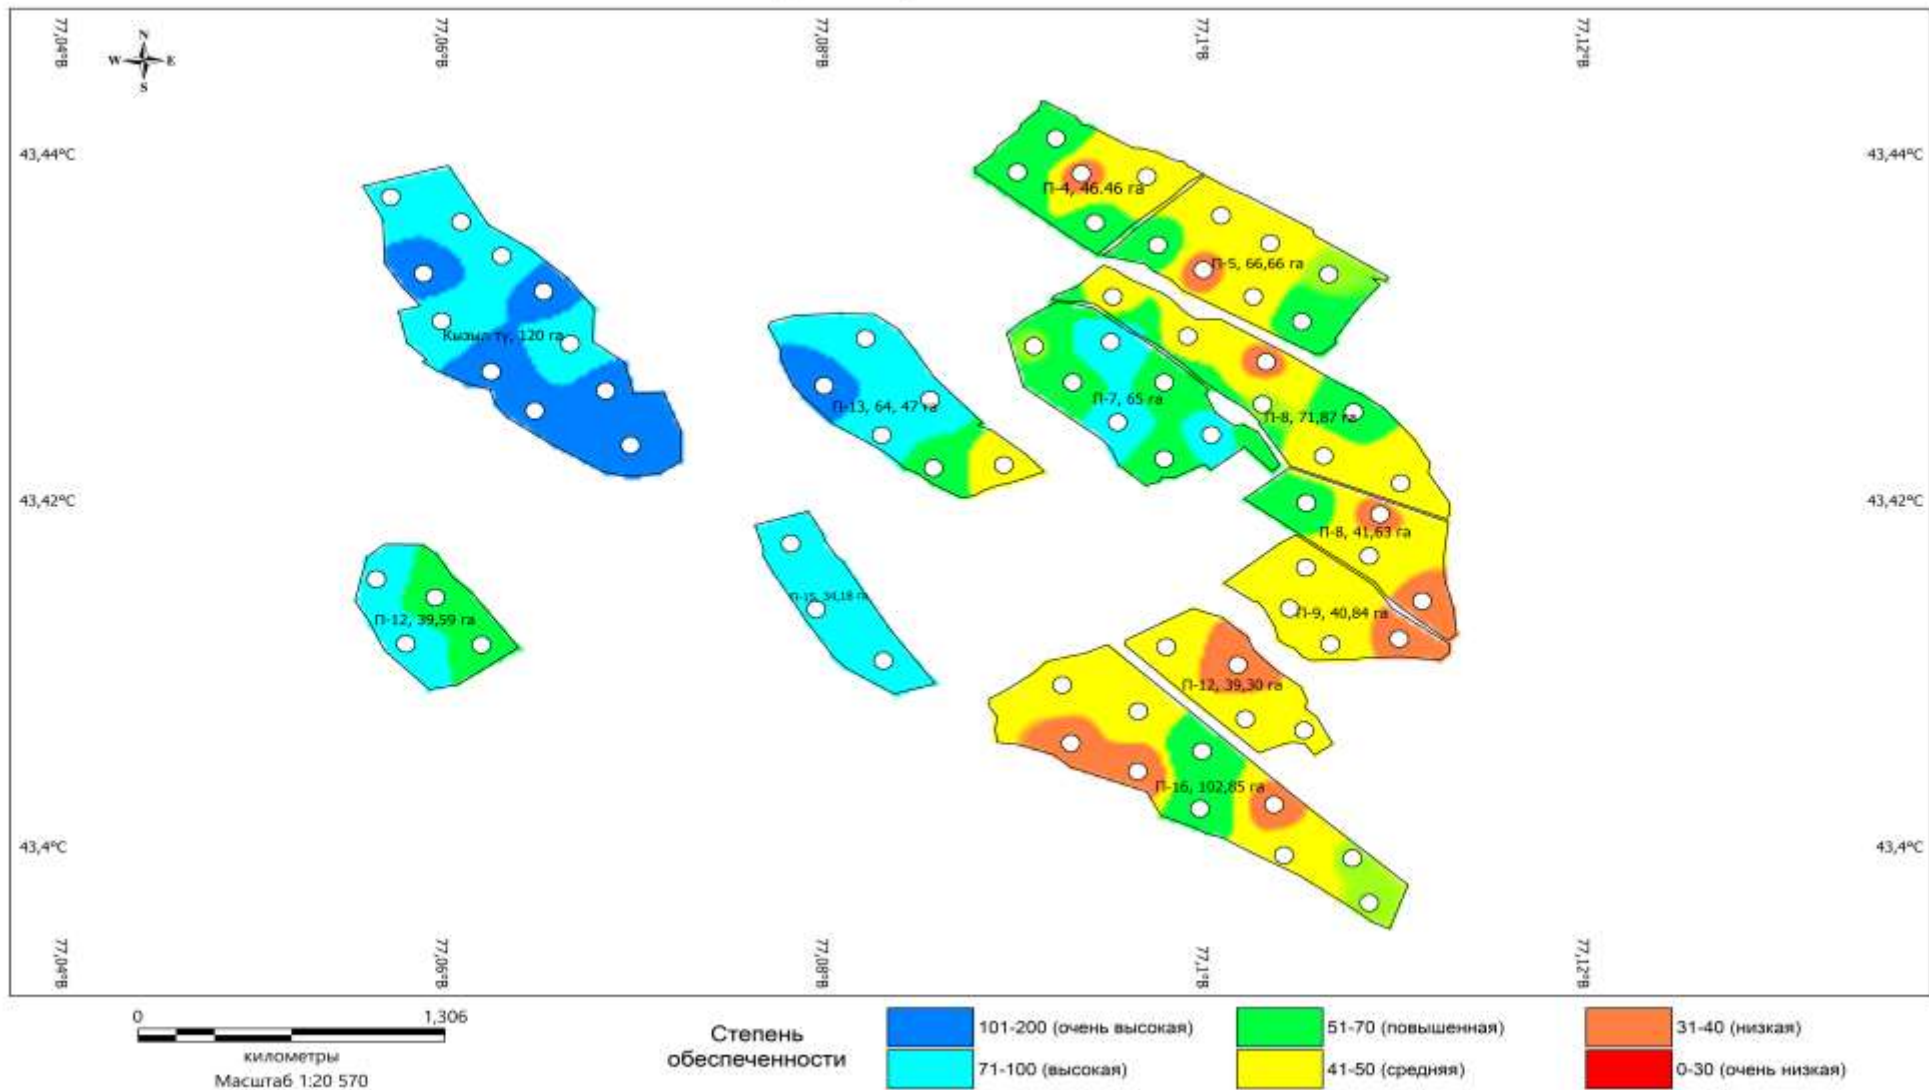 77,04°В
77,06°В
77,08°В
77,1°В
77,12°В
N
W E
S
43,44°С
43,44°С
П-4, 46.46 га
П-5, 66,66 га
Кызыл ту, 120 га
П-13, 64, 47 га
П-7, 65 га
П-8, 71,87 га
43,42°С
43,42°С
П-8, 41,63 га
П-15, 34,18 га
П-9, 40,84 га
П-12, 39,59 га
П-12, 39,30 га
П-16, 102,85 га
43,4°С
43,4°С
77,04°В
77,06°В
77,08°В
77,1°В
77,12°В
0 1,306
километры
Масштаб 1:20 570
Степень
обеспеченности
101-200 (очень высокая)
71-100 (высокая)
51-70 (повышенная)
41-50 (средняя)
31-40 (низкая)
0-30 (очень низкая)